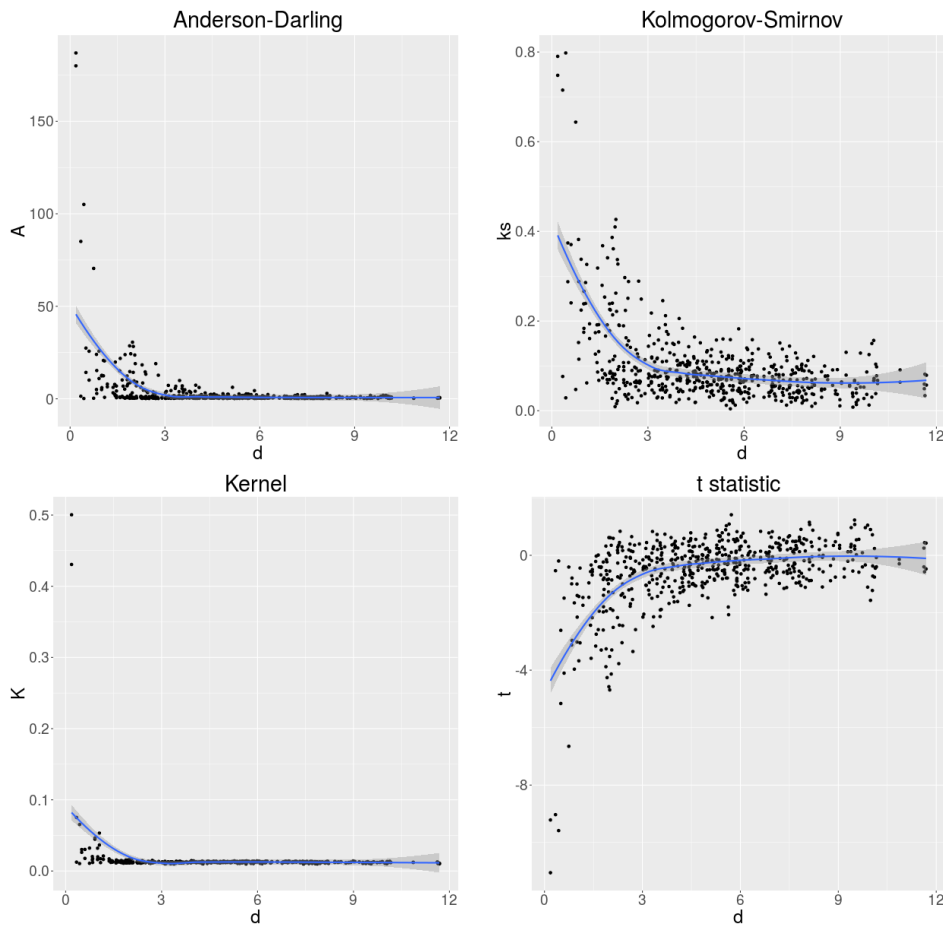 Anderson-Darling
150
100
50
0
A
0 3 6 9 12
d
Kolmogorov-Smirnov
0.8
0.6
0.4
0.2
0.0
ks
0 3 6 9 12
d
Kernel
0.5
0.4
0.3
0.2
0.1
0.0
K
0 3 6 9 12
d
t statistic
0
-4
-8
t
0 3 6 9 12
d